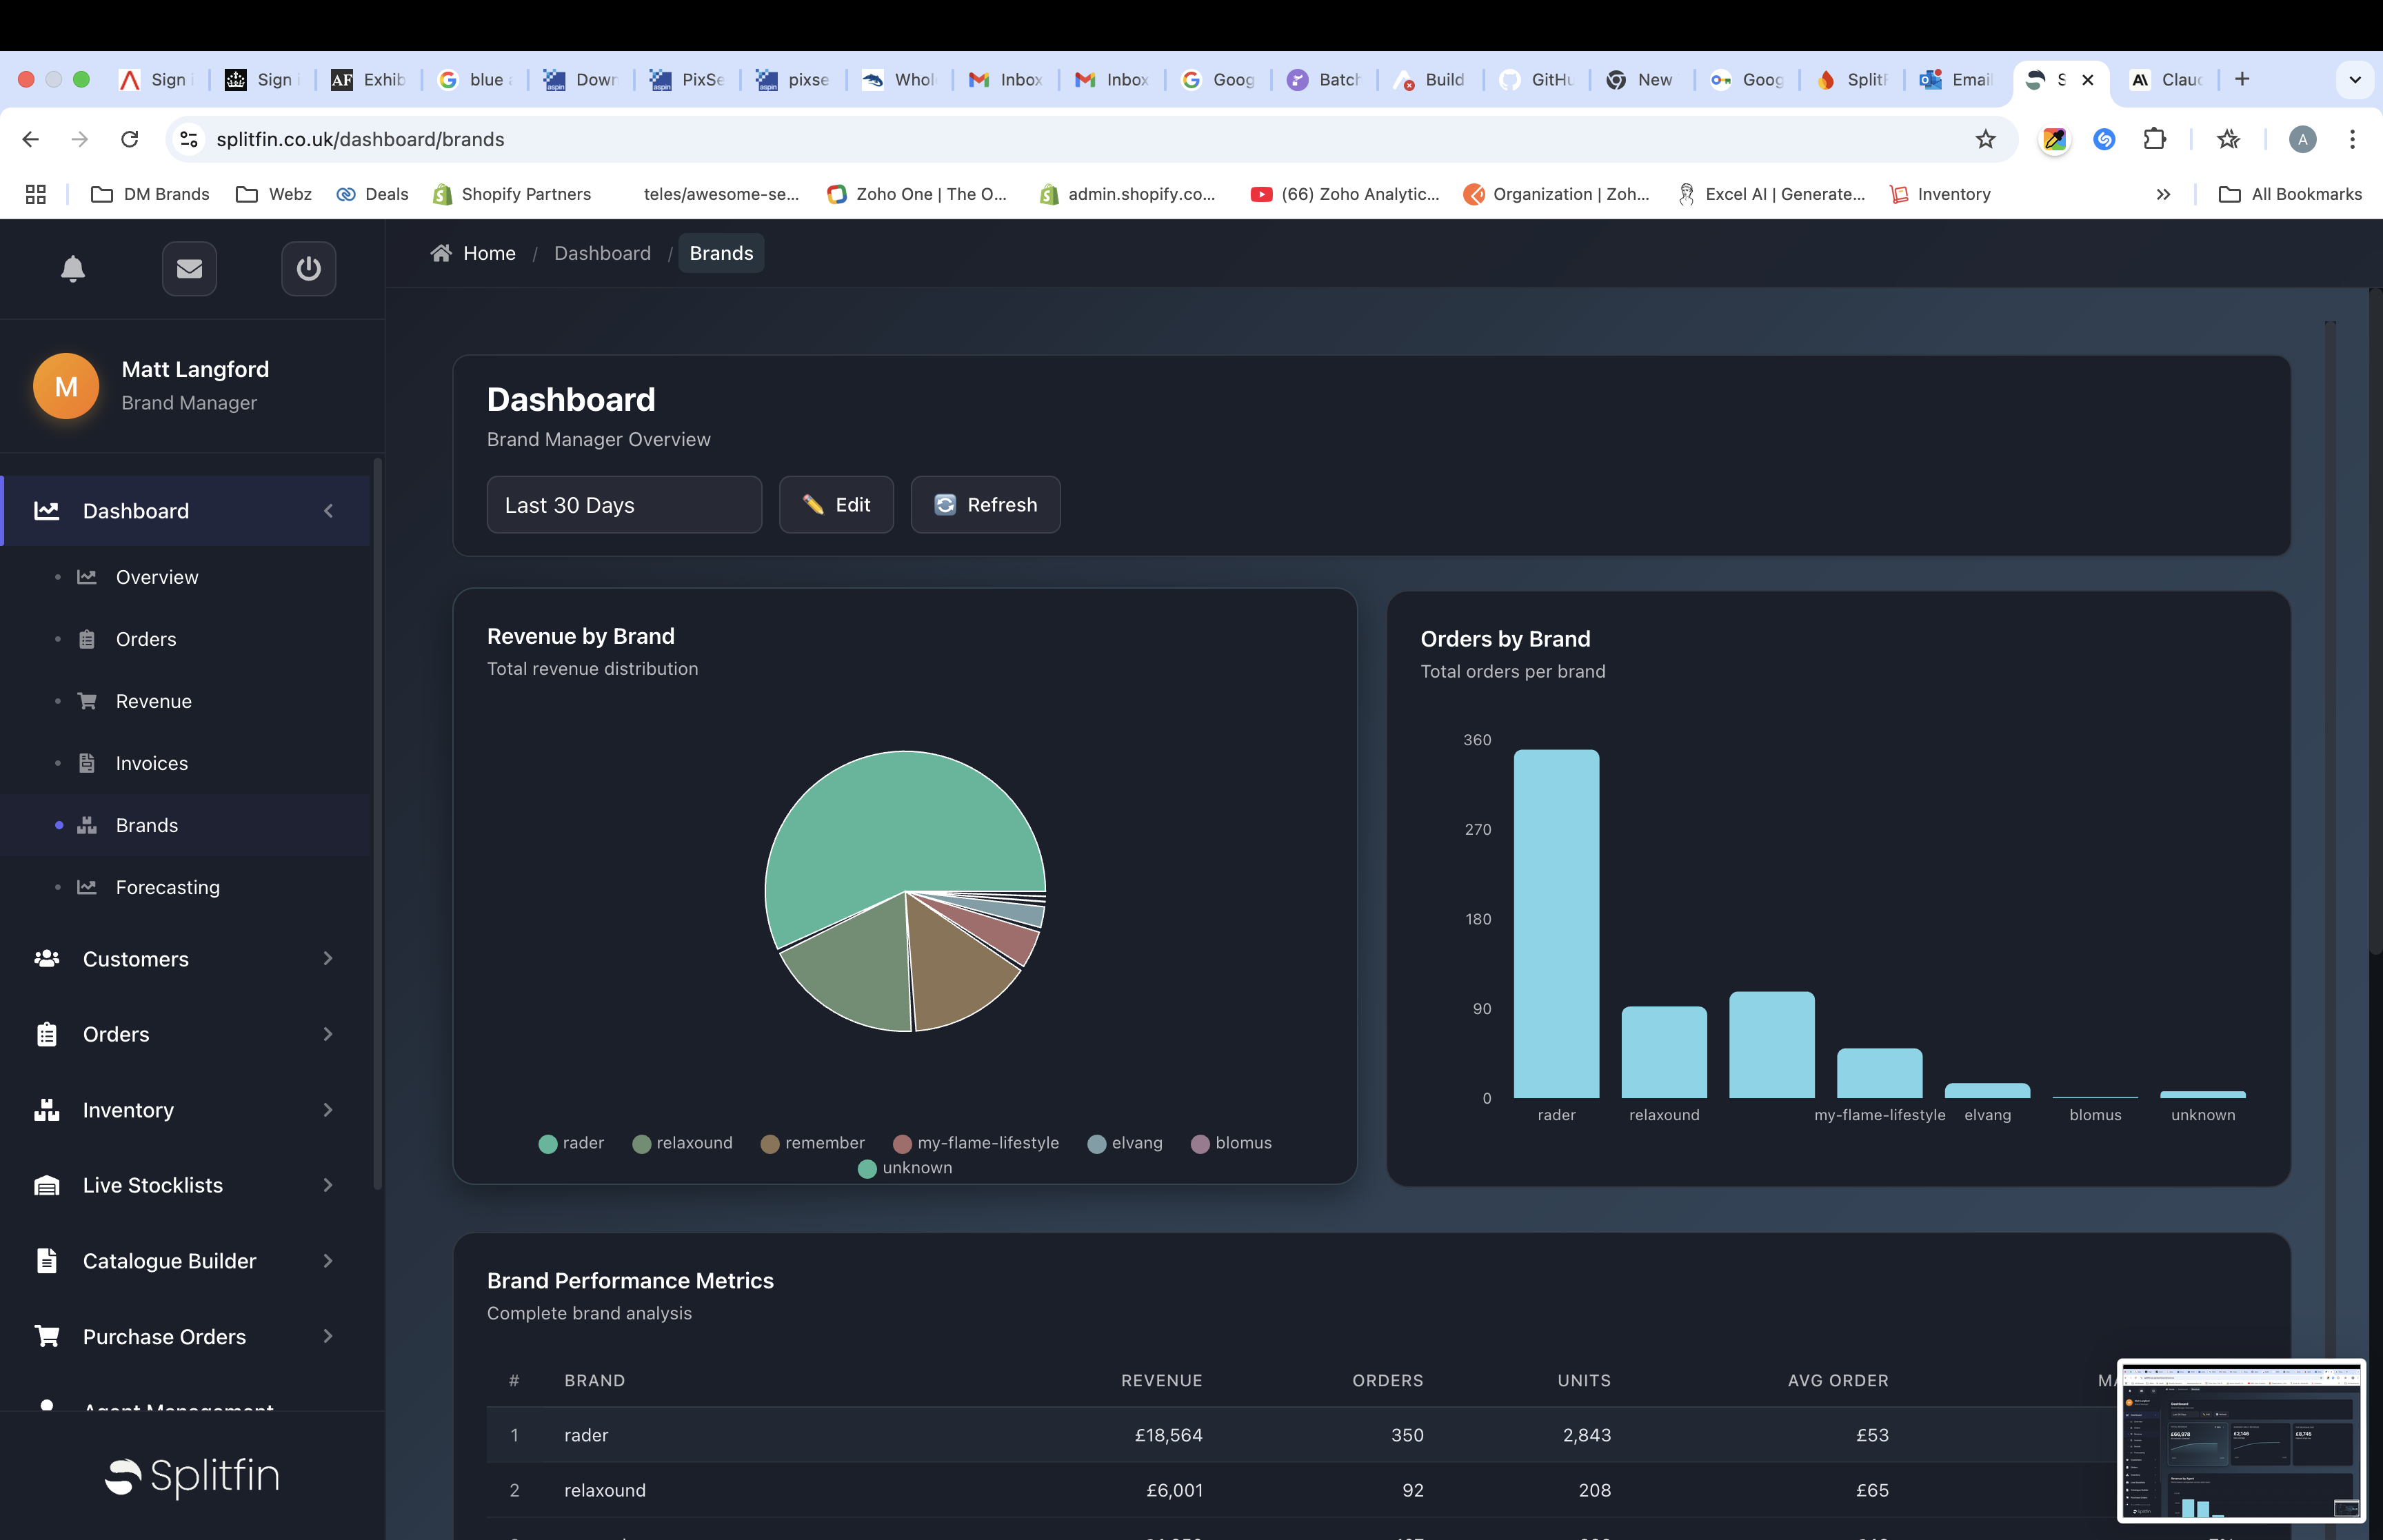 Sign
Sign
AF Exhib
blue
Down
PixSe
pixse
Whol
Inbox
Inbox
Goog
Batch
Build
GitHu
New
Goog
Split
Email
S
Clau
splitfin.co.uk/dashboard/brands
A
DM Brands
Webz
Deals
Shopify Partners
teles/awesome-se...
Zoho One | The O...
admin.shopify.co...
(66) Zoho Analytic...
Organization | Zoh...
Excel AI | Generate...
Inventory
All Bookmarks
Home / Dashboard / Brands
M
Matt Langford
Brand Manager
Dashboard
Overview
Orders
Revenue
Invoices
Brands
Forecasting
Customers
Orders
Inventory
Live Stocklists
Catalogue Builder
Purchase Orders
Agent Management
Splitfin
Dashboard
Brand Manager Overview
Last 30 Days
Edit
Refresh
Revenue by Brand
Total revenue distribution
rader relaxound remember my-flame-lifestyle elvang blomus
unknown
Orders by Brand
Total orders per brand
360
270
180
90
0
rader relaxound my-flame-lifestyle elvang blomus unknown
Brand Performance Metrics
Complete brand analysis
# BRAND REVENUE ORDERS UNITS AVG ORDER
1 rader £18,564 350 2,843 £53
2 relaxound £6,001 92 208 £65